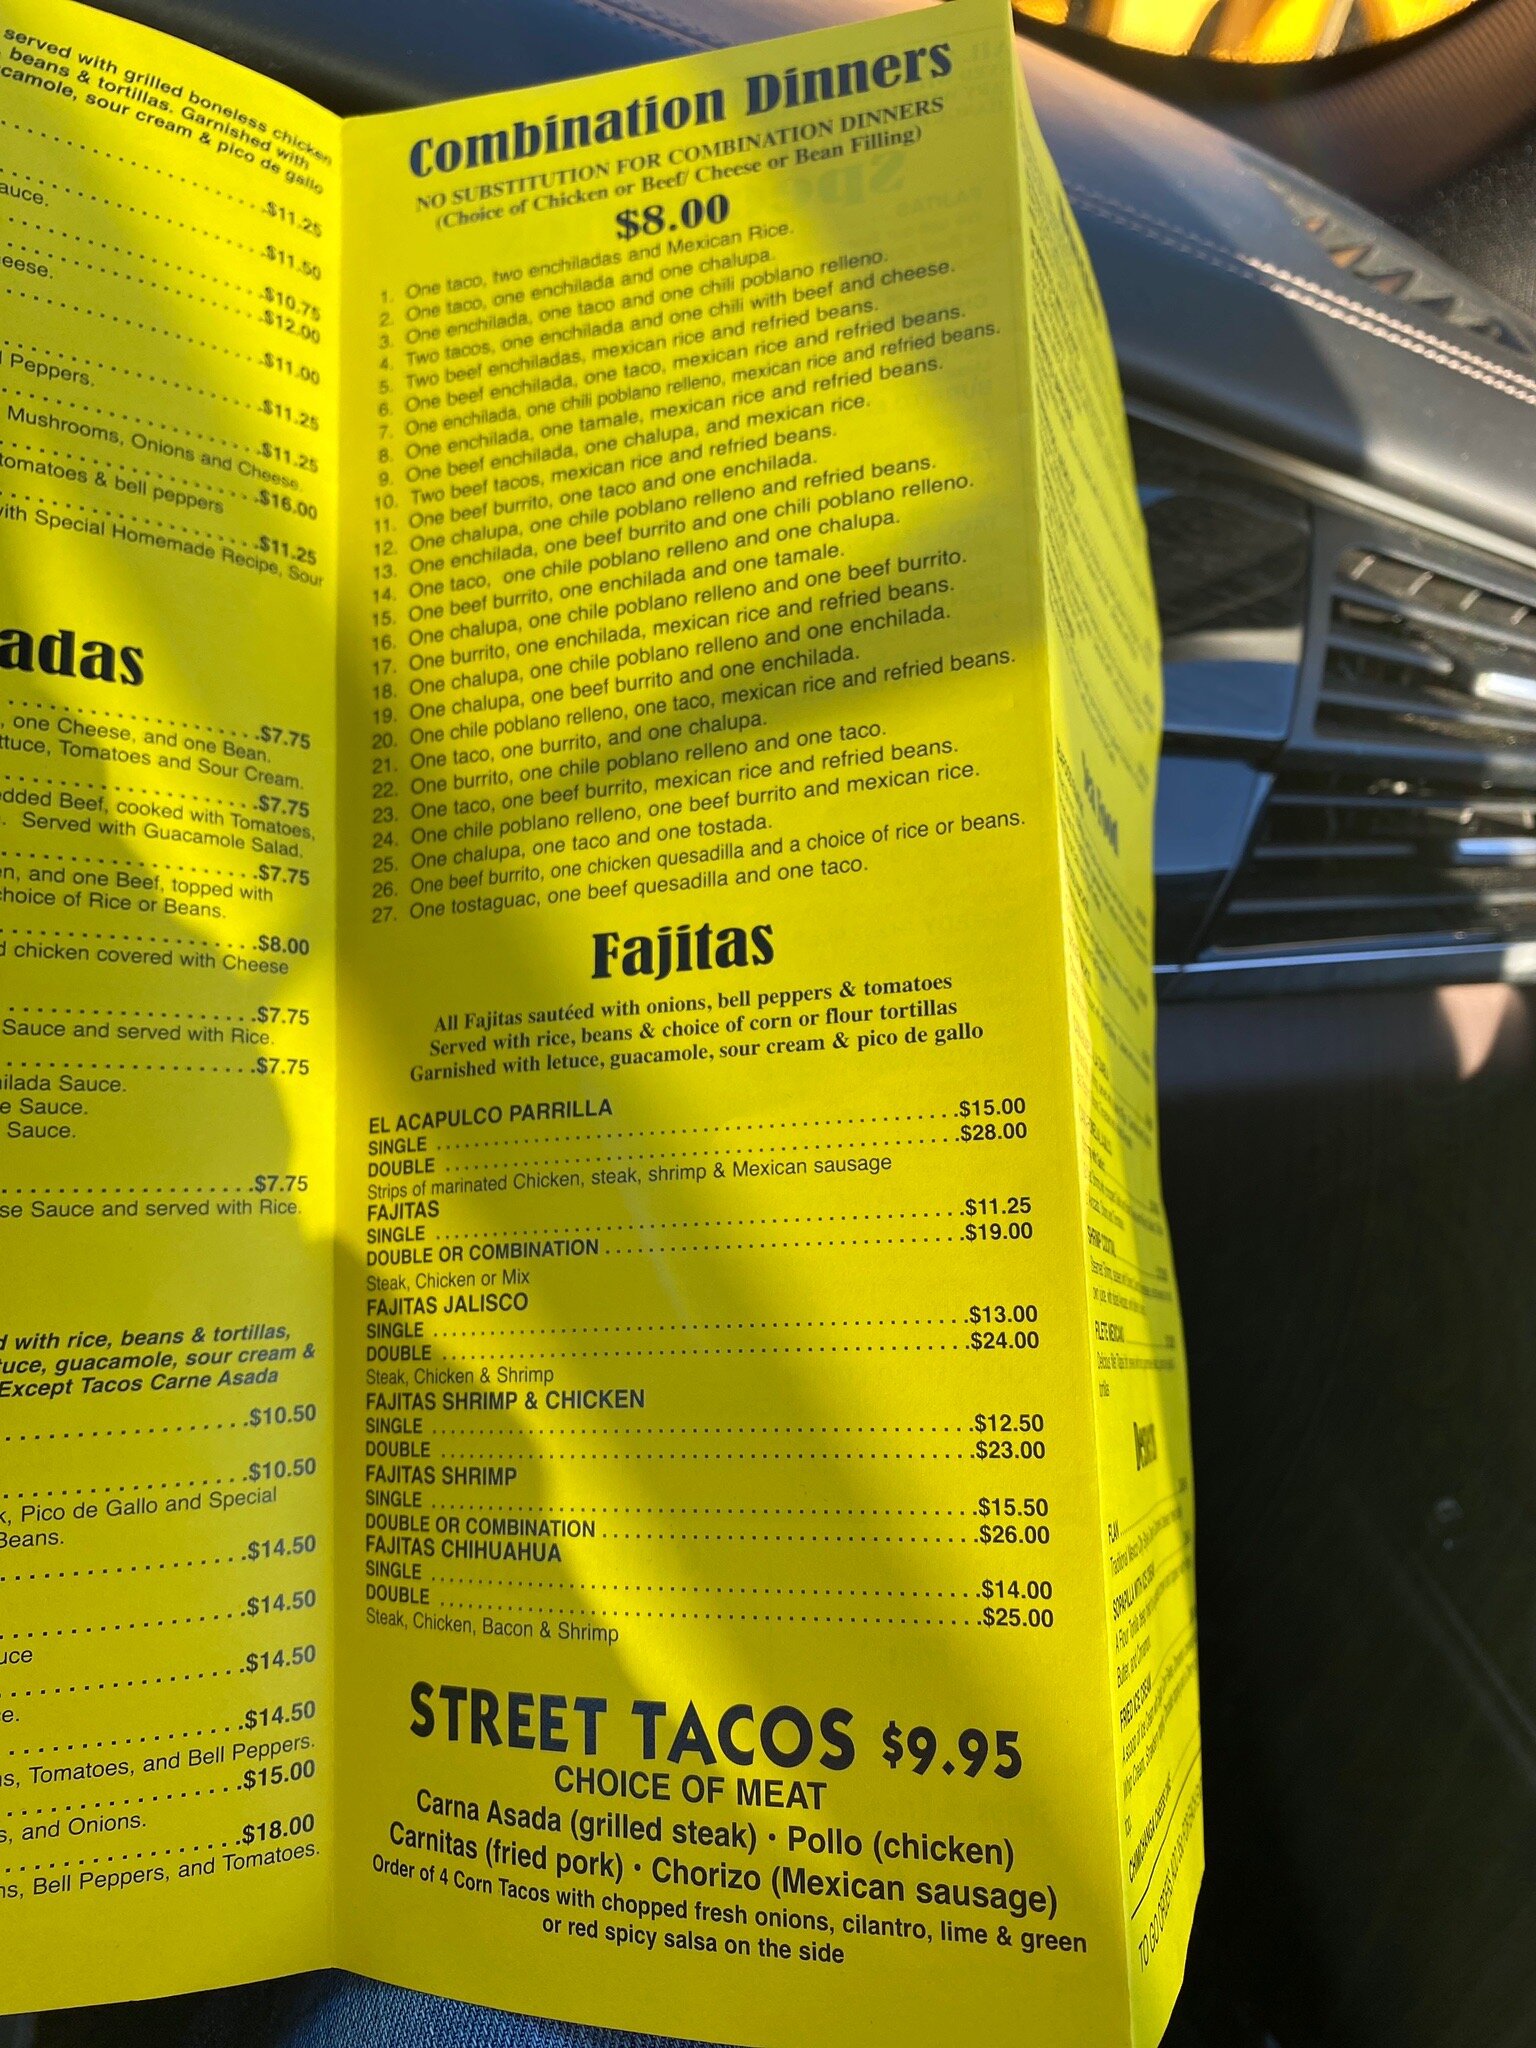 served with grilled boneless chicken
beans & tortillas. Garnished with
camole, sour cream & pico de gallo
$11.25
auce.
$11.50
$10.75
eese.
$12.00
$11.00
Peppers.
$11.25
$11.25
Mushrooms, Onions and Cheese.
$16.00
tomatoes & bell peppers
$11.25
with Special Homemade Recipe, Sour
adas
$7.75
, one Cheese, and one Bean.
ttuce, Tomatoes and Sour Cream.
$7.75
dded Beef, cooked with Tomatoes,
. Served with Guacamole Salad.
$7.75
n, and one Beef, topped with
choice of Rice or Beans.
$8.00
d chicken covered with Cheese
$7.75
Sauce and served with Rice.
$7.75
ilada Sauce.
e Sauce.
Sauce.
$7.75
se Sauce and served with Rice.
d with rice, beans & tortillas,
tuce, guacamole, sour cream &
Except Tacos Carne Asada
$10.50
$10.50
k, Pico de Gallo and Special
Beans.
$14.50
$14.50
uce
$14.50
e.
$14.50
s, Tomatoes, and Bell Peppers.
$15.00
s, and Onions.
$18.00
ns, Bell Peppers, and Tomatoes.
Combination Dinners
NO SUBSTITUTION FOR COMBINATION DINNERS
(Choice of Chicken or Beef/ Cheese or Bean Filling)
$8.00
1. One taco, two enchiladas and Mexican Rice.
2. One taco, one enchilada and one chalupa.
3. One enchilada, one taco and one chili poblano relleno.
4. Two tacos, one enchilada and one chili with beef and cheese.
5. Two beef enchiladas, mexican rice and refried beans.
6. One beef enchilada, one taco, mexican rice and refried beans.
7. One enchilada, one chili poblano relleno, mexican rice and refried beans.
8. One enchilada, one tamale, mexican rice and refried beans.
9. One beef enchilada, one chalupa, and mexican rice.
10. Two beef tacos, mexican rice and refried beans.
11. One beef burrito, one taco and one enchilada.
12. One chalupa, one chile poblano relleno and refried beans.
13. One enchilada, one beef burrito and one chili poblano relleno.
14. One taco, one chile poblano relleno and one chalupa.
15. One beef burrito, one enchilada and one tamale.
16. One chalupa, one chile poblano relleno and one beef burrito.
17. One burrito, one enchilada, mexican rice and refried beans.
18. One chalupa, one chile poblano relleno and one enchilada.
19. One chalupa, one beef burrito and one enchilada.
20. One chile poblano relleno, one taco, mexican rice and refried beans.
21. One taco, one burrito, and one chalupa.
22. One burrito, one chile poblano relleno and one taco.
23. One taco, one beef burrito, mexican rice and refried beans.
24. One chile poblano relleno, one beef burrito and mexican rice.
25. One chalupa, one taco and one tostada.
26. One beef burrito, one chicken quesadilla and a choice of rice or beans.
27. One tostaguac, one beef quesadilla and one taco.
Fajitas
All Fajitas sautéed with onions, bell peppers & tomatoes
Served with rice, beans & choice of corn or flour tortillas
Garnished with letuce, guacamole, sour cream & pico de gallo
EL ACAPULCO PARRILLA
SINGLE $15.00
DOUBLE $28.00
Strips of marinated Chicken, steak, shrimp & Mexican sausage
FAJITAS
SINGLE $11.25
DOUBLE OR COMBINATION $19.00
Steak, Chicken or Mix
FAJITAS JALISCO
SINGLE $13.00
DOUBLE $24.00
Steak, Chicken & Shrimp
FAJITAS SHRIMP & CHICKEN
SINGLE $12.50
DOUBLE $23.00
FAJITAS SHRIMP
SINGLE $15.50
DOUBLE OR COMBINATION $26.00
FAJITAS CHIHUAHUA
SINGLE $14.00
DOUBLE $25.00
Steak, Chicken, Bacon & Shrimp
STREET TACOS $9.95
CHOICE OF MEAT
Carna Asada (grilled steak) • Pollo (chicken)
Carnitas (fried pork) • Chorizo (Mexican sausage)
Order of 4 Corn Tacos with chopped fresh onions, cilantro, lime & green
or red spicy salsa on the side
SHRIMP COCKTAIL
FILETE MEXICANO
FLAN
FRIED ICE CREAM